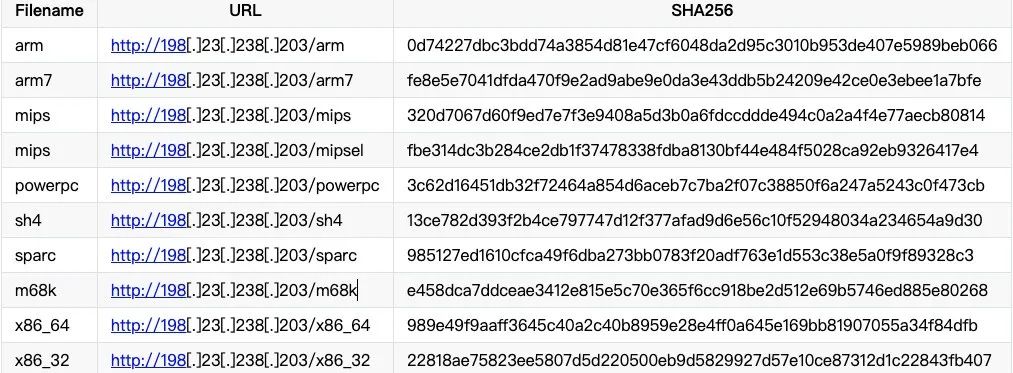 Filename URL SHA256
arm http://198[.]23[.]238[.]203/arm 0d74227dbc3bdd74a3854d81e47cf6048da2d95c3010b953de407e5989beb066
arm7 http://198[.]23[.]238[.]203/arm7 fe8e5e7041dfda470f9e2ad9abe9e0da3e43ddb5b24209e42ce0e3ebee1a7bfe
mips http://198[.]23[.]238[.]203/mips 320d7067d60f9ed7e7f3e9408a5d3b0a6fdccddde494c0a2a4f4e77aecb80814
mips http://198[.]23[.]238[.]203/mipsel fbe314dc3b284ce2db1f37478338fdba8130bf44e484f5028ca92eb9326417e4
powerpc http://198[.]23[.]238[.]203/powerpc 3c62d16451db32f72464a854d6aceb7c7ba2f07c38850f6a247a5243c0f473cb
sh4 http://198[.]23[.]238[.]203/sh4 13ce782d393f2b4ce797747d12f377afad9d6e56c10f52948034a234654a9d30
sparc http://198[.]23[.]238[.]203/sparc 985127ed1610cfca49f6dba273bb0783f20adf763e1d553c38e5a0f9f89328c3
m68k http://198[.]23[.]238[.]203/m68k e458dca7ddceae3412e815e5c70e365f6cc918be2d512e69b5746ed885e80268
x86_64 http://198[.]23[.]238[.]203/x86_64 989e49f9aaff3645c40a2c40b8959e28e4ff0a645e169bb81907055a34f84dfb
x86_32 http://198[.]23[.]238[.]203/x86_32 22818ae75823ee5807d5d220500eb9d5829927d57e10ce87312d1c22843fb407